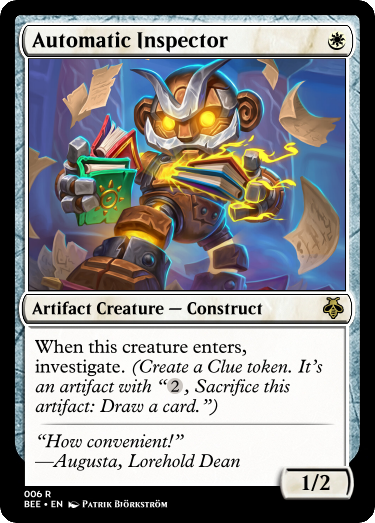 Automatic Inspector
Artifact Creature — Construct
When this creature enters,
investigate. (Create a Clue token. It's
an artifact with “2, Sacrifice this
artifact: Draw a card.”)
“How convenient!”
—Augusta, Lorehold Dean
1/2
006 R
BEE • EN Patrik Björkström